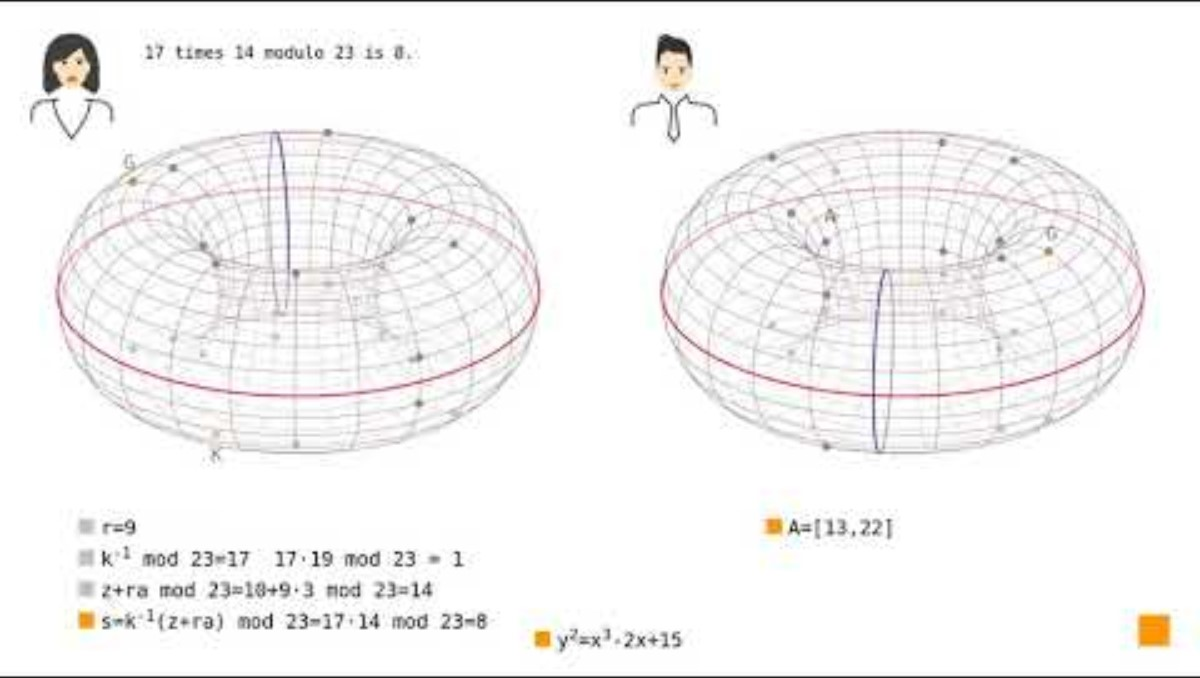 17 times 14 modulo 23 is 8.
G
K
A
G
r=9
k⁻¹ mod 23=17 17·19 mod 23 = 1
z+ra mod 23=10+9·3 mod 23=14
s=k⁻¹(z+ra) mod 23=17·14 mod 23=8
A=[13,22]
y²=x³-2x+15